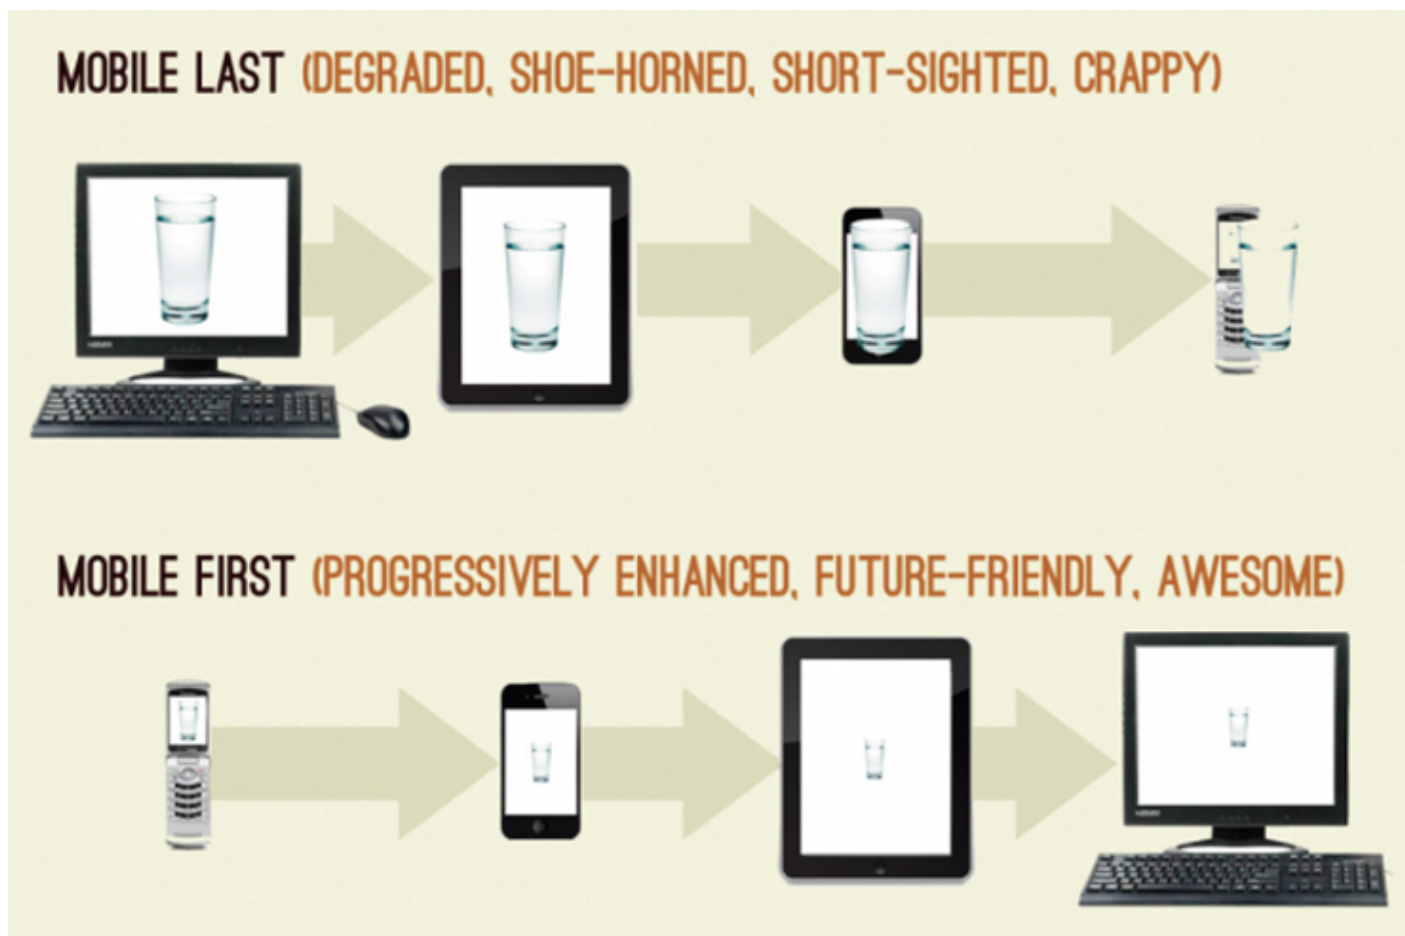 MOBILE LAST (DEGRADED, SHOE-HORNED, SHORT-SIGHTED, CRAPPY)
MOBILE FIRST (PROGRESSIVELY ENHANCED, FUTURE-FRIENDLY, AWESOME)